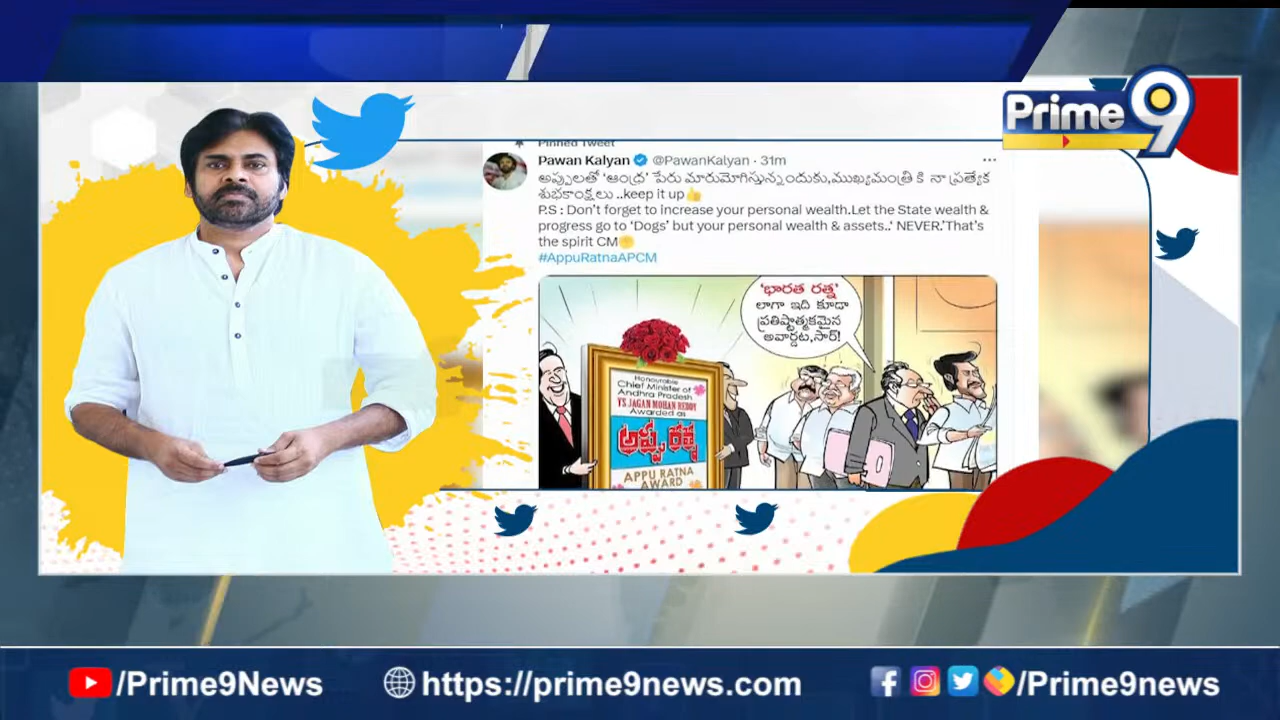 Prime9
Pinned Tweet
Pawan Kalyan @PawanKalyan · 31m
అప్పులతో 'ఆంధ్ర' పేరు మారుమోగిస్తున్నందుకు,ముఖ్యమంత్రి కి నా ప్రత్యేక
శుభకాంక్షలు ..keep it up👍
P.S : Don't forget to increase your personal wealth.Let the State wealth &
progress go to 'Dogs' but your personal wealth & assets..' NEVER.'That's
the spirit CM✊
#AppuRatnaAPCM
'భారత రత్న'
లాగా ఇది కూడా
ప్రతిష్టాత్మకమైన
అవార్డట,సార్!
Honourable
Chief Minister of
Andhra Pradesh
YS JAGAN MOHAN REDDY
Awarded as
అప్పు రత్న
APPU RATNA
AWARD
/Prime9News
https://prime9news.com
/Prime9news